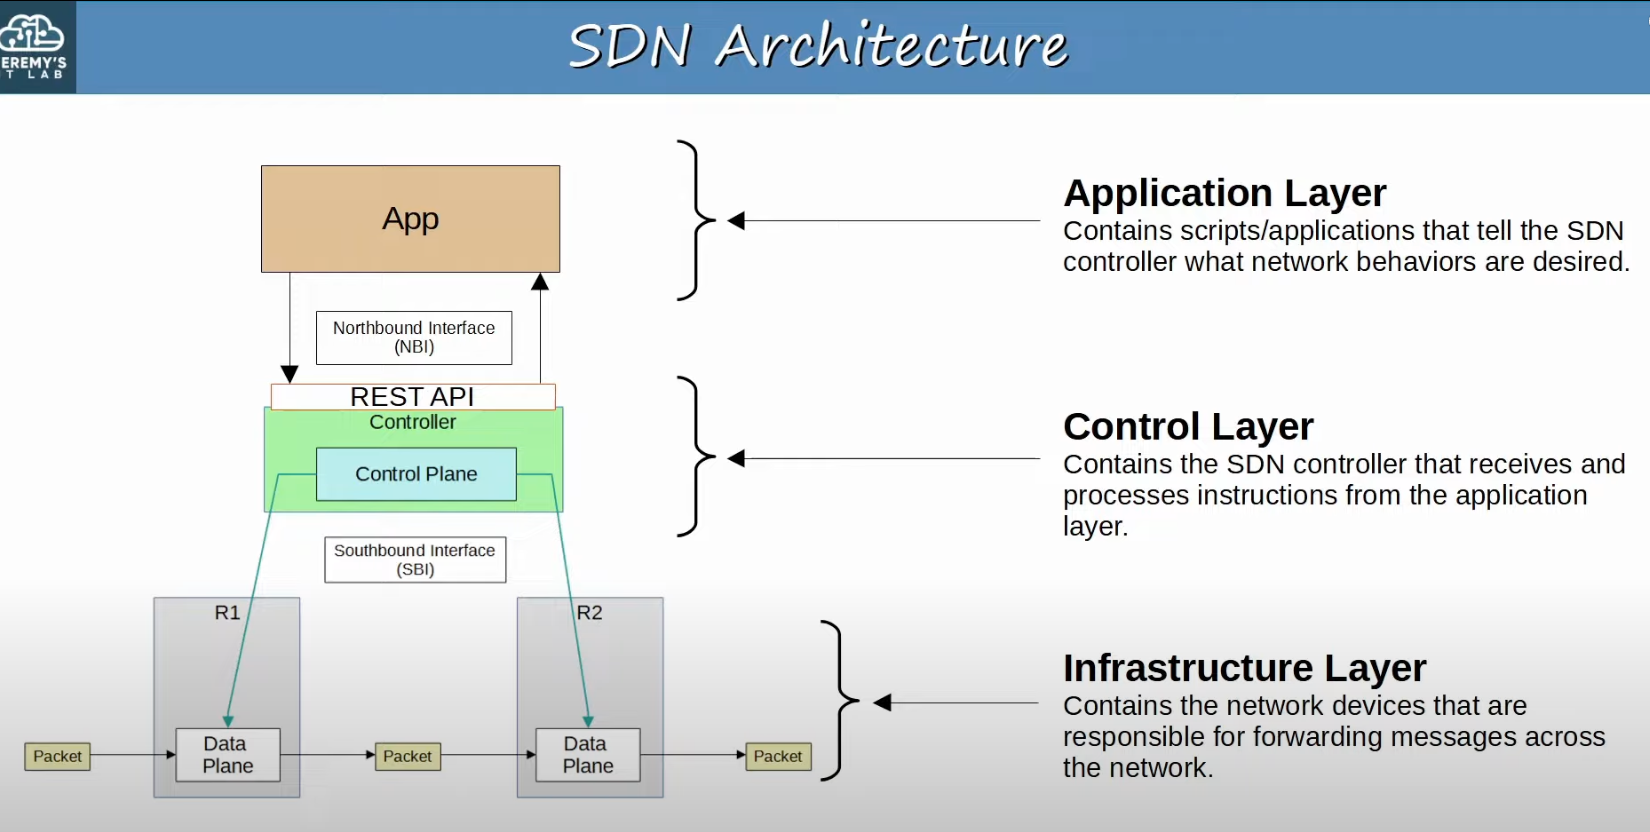 SDN Architecture
EREMY'S
IT LAB
App
Northbound Interface
(NBI)
REST API
Controller
Control Plane
Southbound Interface
(SBI)
R1
R2
Packet
Data
Plane
Packet
Data
Plane
Packet
Application Layer
Contains scripts/applications that tell the SDN
controller what network behaviors are desired.
Control Layer
Contains the SDN controller that receives and
processes instructions from the application
layer.
Infrastructure Layer
Contains the network devices that are
responsible for forwarding messages across
the network.